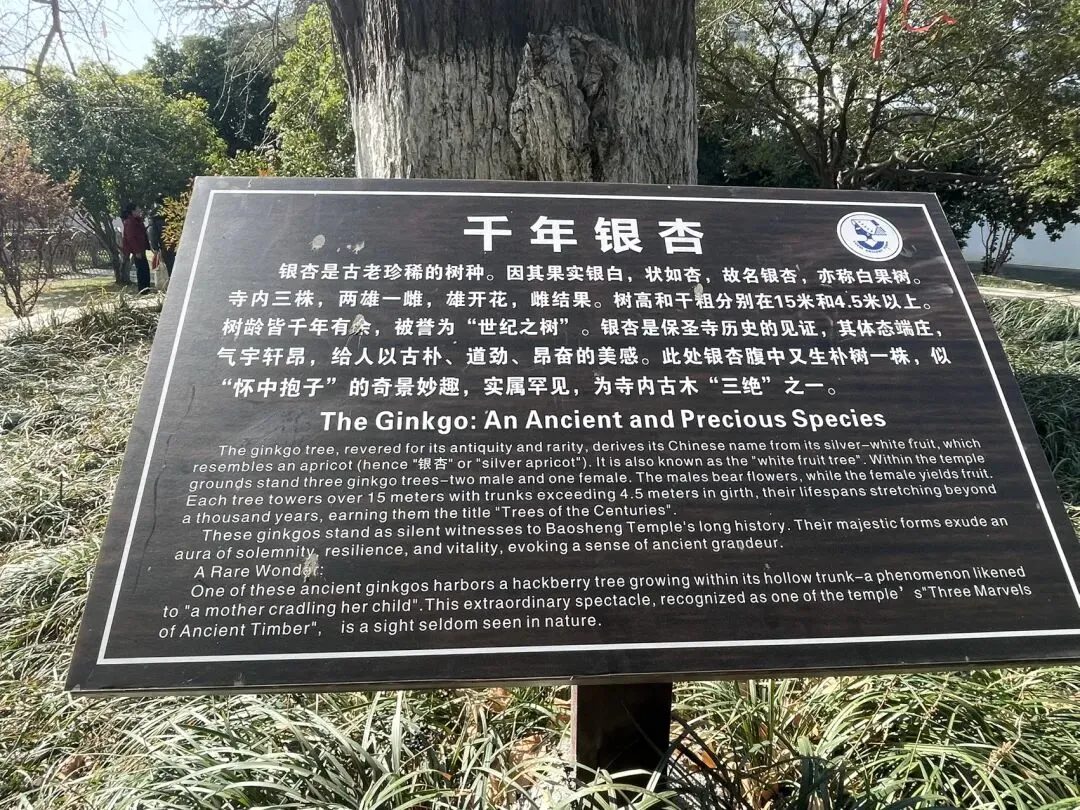 千年银杏
银杏是古老珍稀的树种。因其果实银白，状如杏，故名银杏，亦称白果树。
寺内三株，两雄一雌，雄开花，雌结果。树高和干粗分别在15米和4.5米以上。
树龄皆千年有余，被誉为“世纪之树”。银杏是保圣寺历史的见证，其体态端庄，
气宇轩昂，给人以古朴、道劲、昂奋的美感。此处银杏腹中又生朴树一株，似
“怀中抱子”的奇景妙趣，实属罕见，为寺内古木“三绝”之一。
The Ginkgo: An Ancient and Precious Species
The ginkgo tree, revered for its antiquity and rarity, derives its Chinese name from its silver-white fruit, which
resembles an apricot (hence "银杏" or "silver apricot"). It is also known as the "white fruit tree". Within the temple
grounds stand three ginkgo trees-two male and one female. The males bear flowers, while the female yields fruit.
Each tree towers over 15 meters with trunks exceeding 4.5 meters in girth, their lifespans stretching beyond
a thousand years, earning them the title "Trees of the Centuries".
These ginkgos stand as silent witnesses to Baosheng Temple's long history. Their majestic forms exude an
aura of solemnity, resilience, and vitality, evoking a sense of ancient grandeur.
A Rare Wonder:
One of these ancient ginkgos harbors a hackberry tree growing within its hollow trunk-a phenomenon likened
to "a mother cradling her child". This extraordinary spectacle, recognized as one of the temple’s "Three Marvels
of Ancient Timber", is a sight seldom seen in nature.